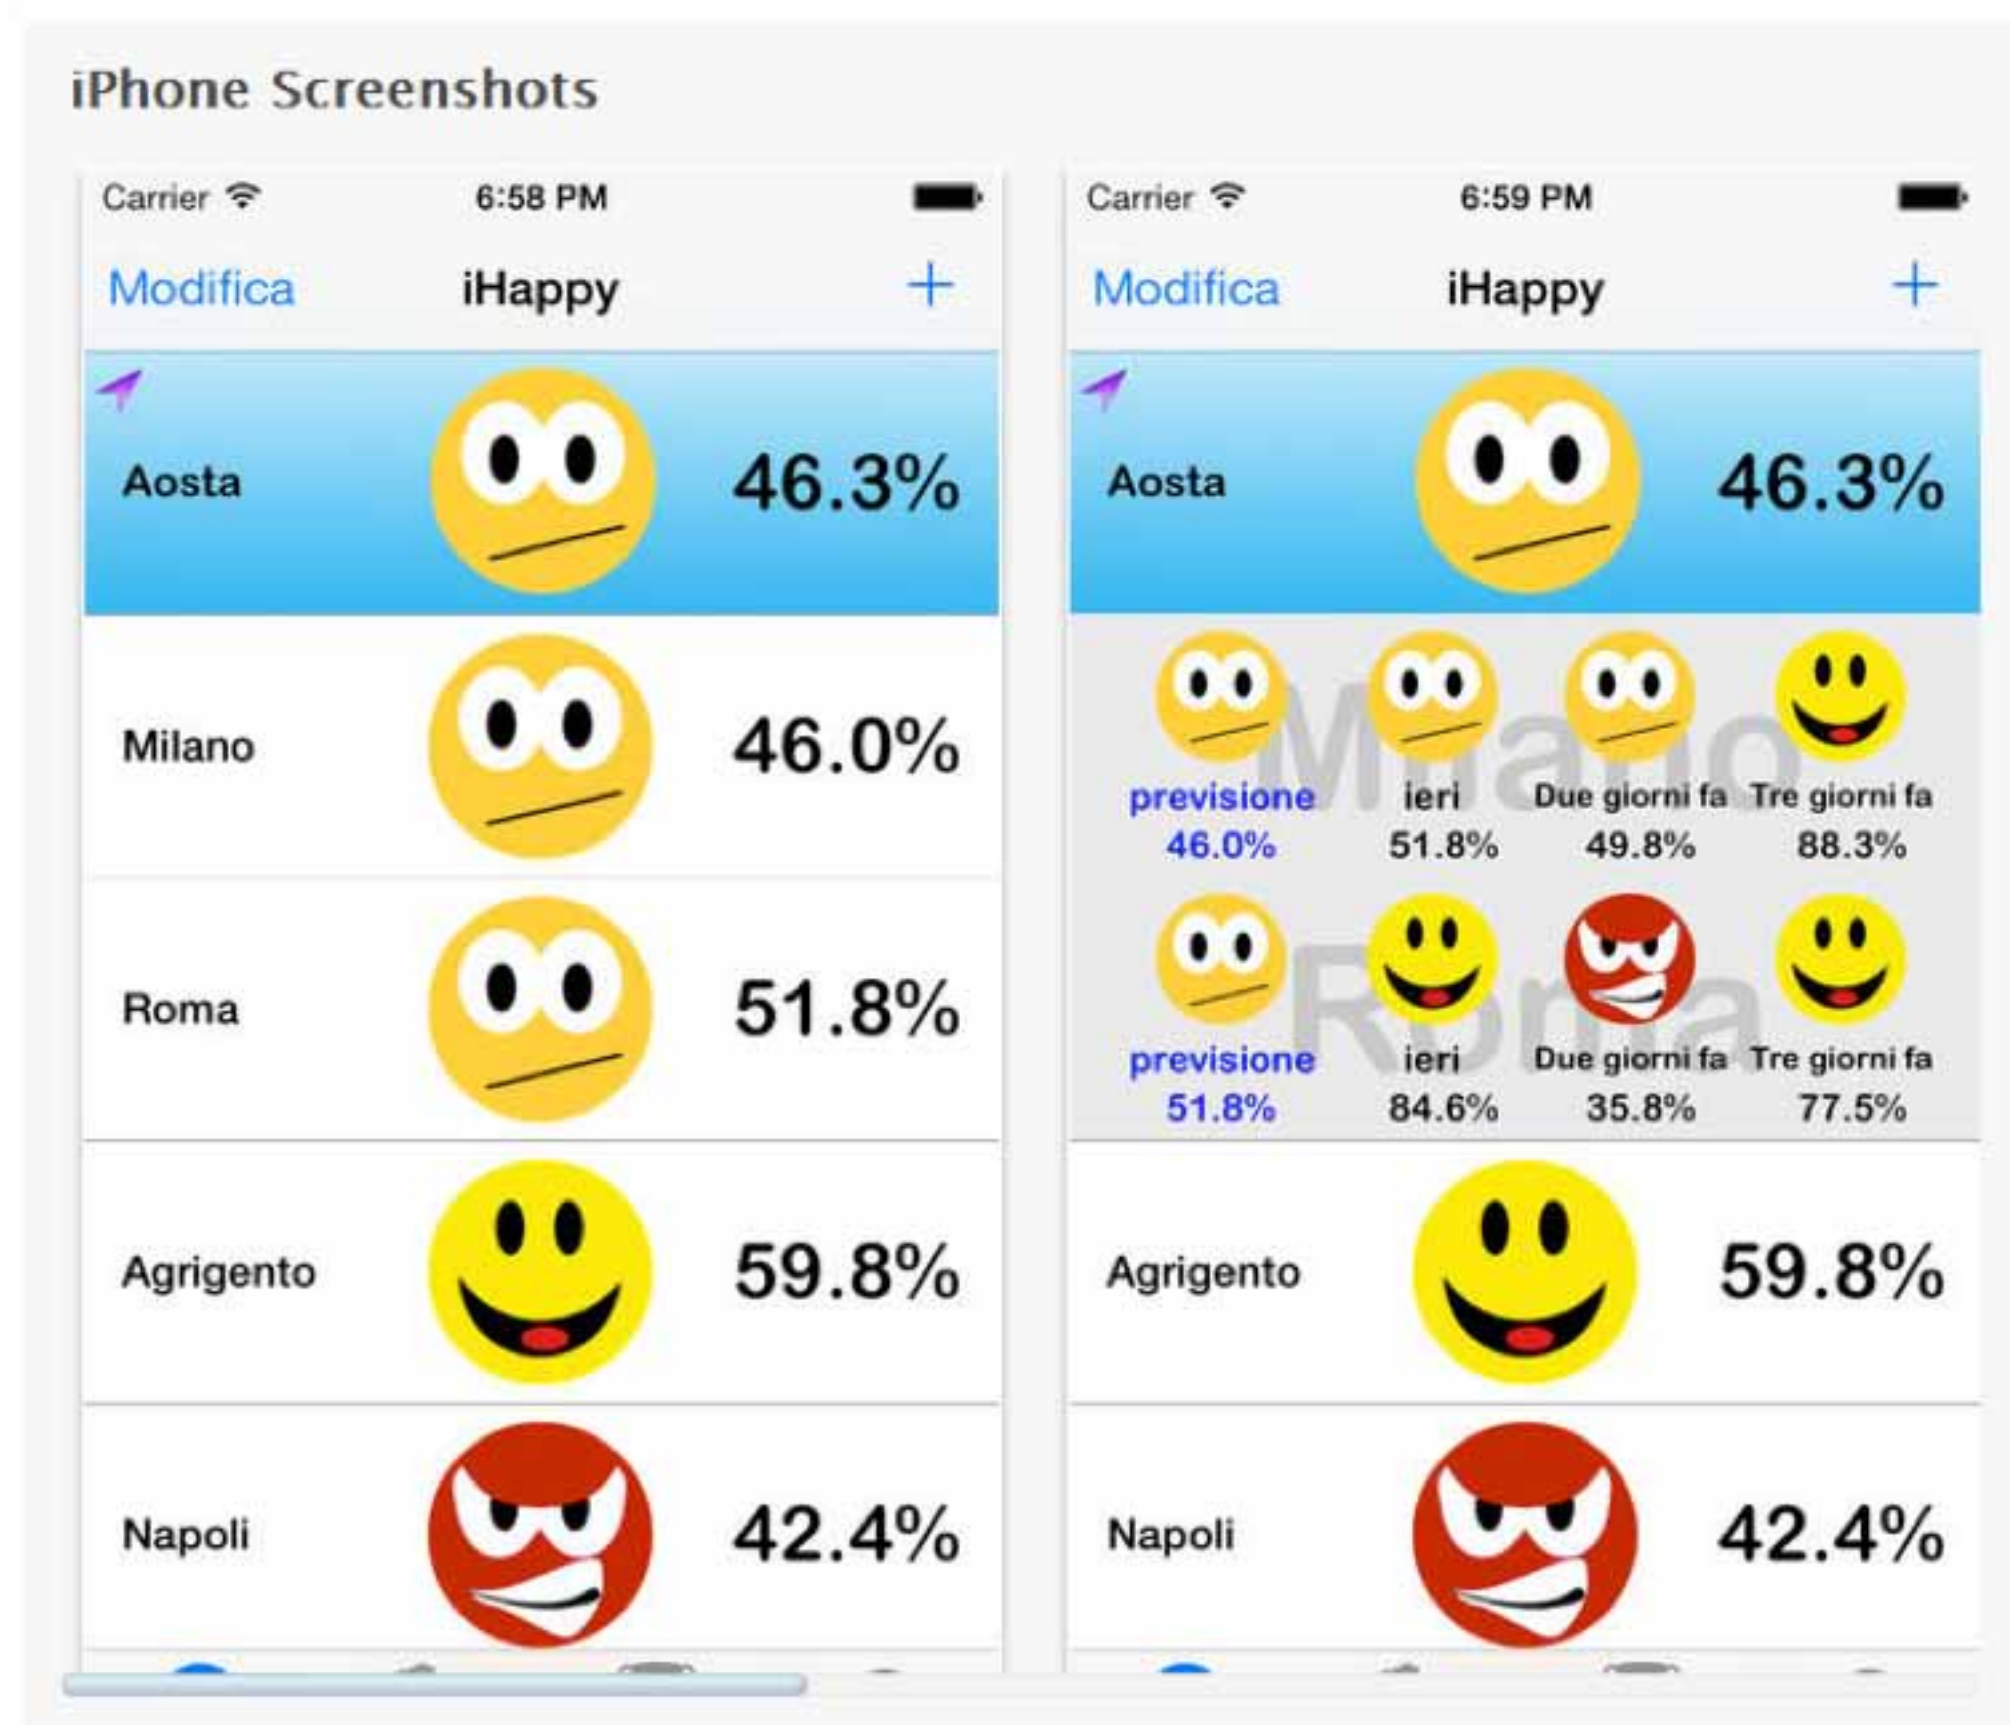 iPhone Screenshots
Carrier 6:58 PM
Modifica iHappy +
Aosta 46.3%
Milano 46.0%
Roma 51.8%
Agrigento 59.8%
Napoli 42.4%
Carrier 6:59 PM
Modifica iHappy +
Aosta 46.3%
Milano
previsione ieri Due giorni fa Tre giorni fa
46.0% 51.8% 49.8% 88.3%
Roma
previsione ieri Due giorni fa Tre giorni fa
51.8% 84.6% 35.8% 77.5%
Agrigento 59.8%
Napoli 42.4%